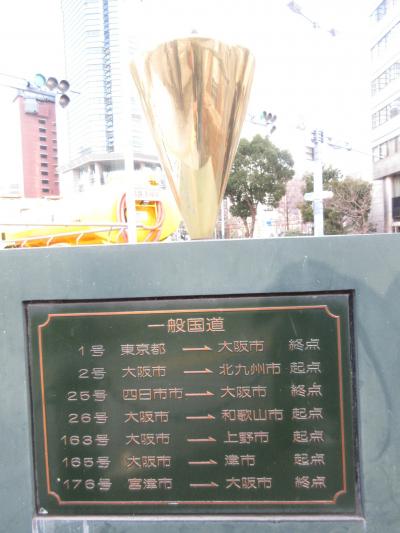 一般国道
1号 東京都 → 大阪市 終点
2号 大阪市 → 北九州市 起点
25号 四日市市 → 大阪市 終点
26号 大阪市 → 和歌山市 起点
163号 大阪市 → 上野市 起点
165号 大阪市 → 津市 起点
176号 宮津市 → 大阪市 終点